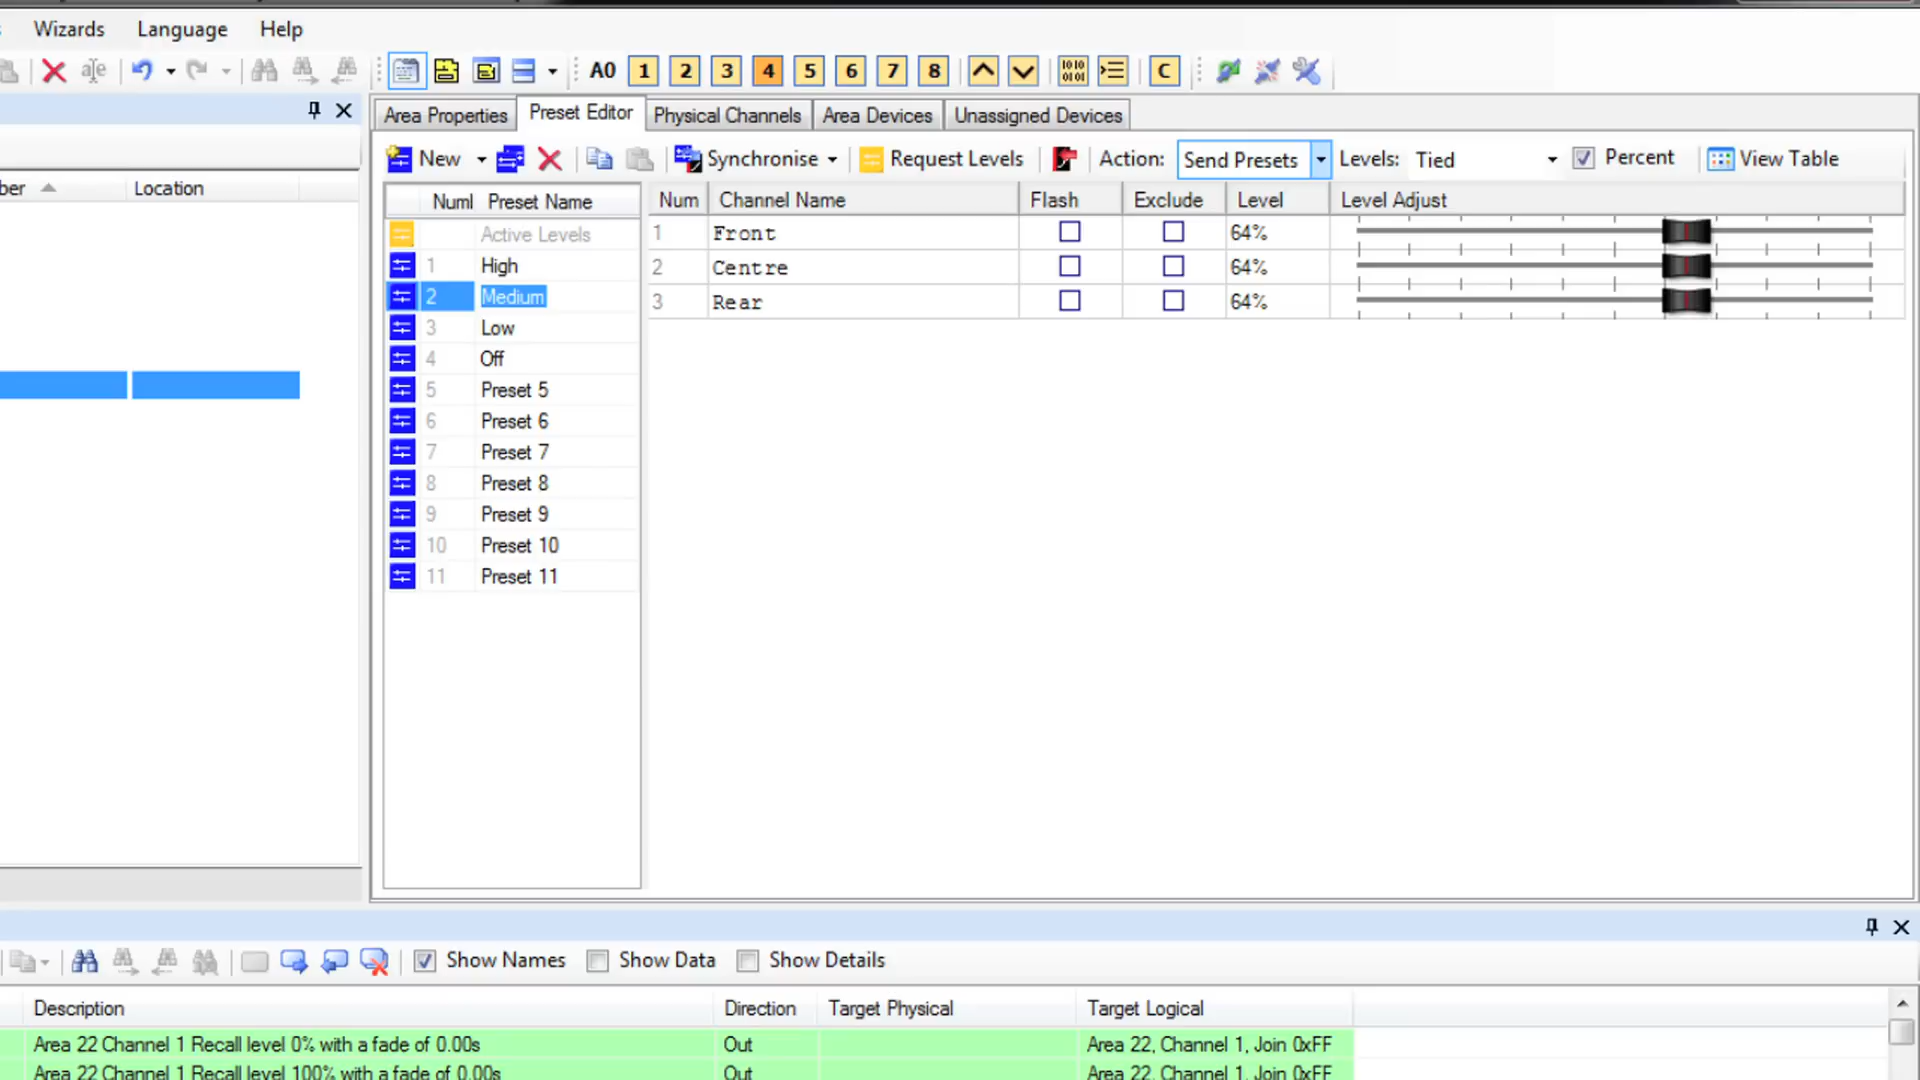 Wizards Language Help
A0 1 2 3 4 5 6 7 8 C
Area Properties Preset Editor Physical Channels Area Devices Unassigned Devices
New Synchronise Request Levels Action: Send Presets Levels: Tied Percent View Table
ber Location
Numl Preset Name
Num Channel Name Flash Exclude Level Level Adjust
Active Levels
1 High
2 Medium
3 Low
4 Off
5 Preset 5
6 Preset 6
7 Preset 7
8 Preset 8
9 Preset 9
10 Preset 10
11 Preset 11
1 Front 64%
2 Centre 64%
3 Rear 64%
Show Names Show Data Show Details
Description Direction Target Physical Target Logical
Area 22 Channel 1 Recall level 0% with a fade of 0.00s Out Area 22, Channel 1, Join 0xFF
Area 22 Channel 1 Recall level 100% with a fade of 0.00s Out Area 22, Channel 1, Join 0xFF